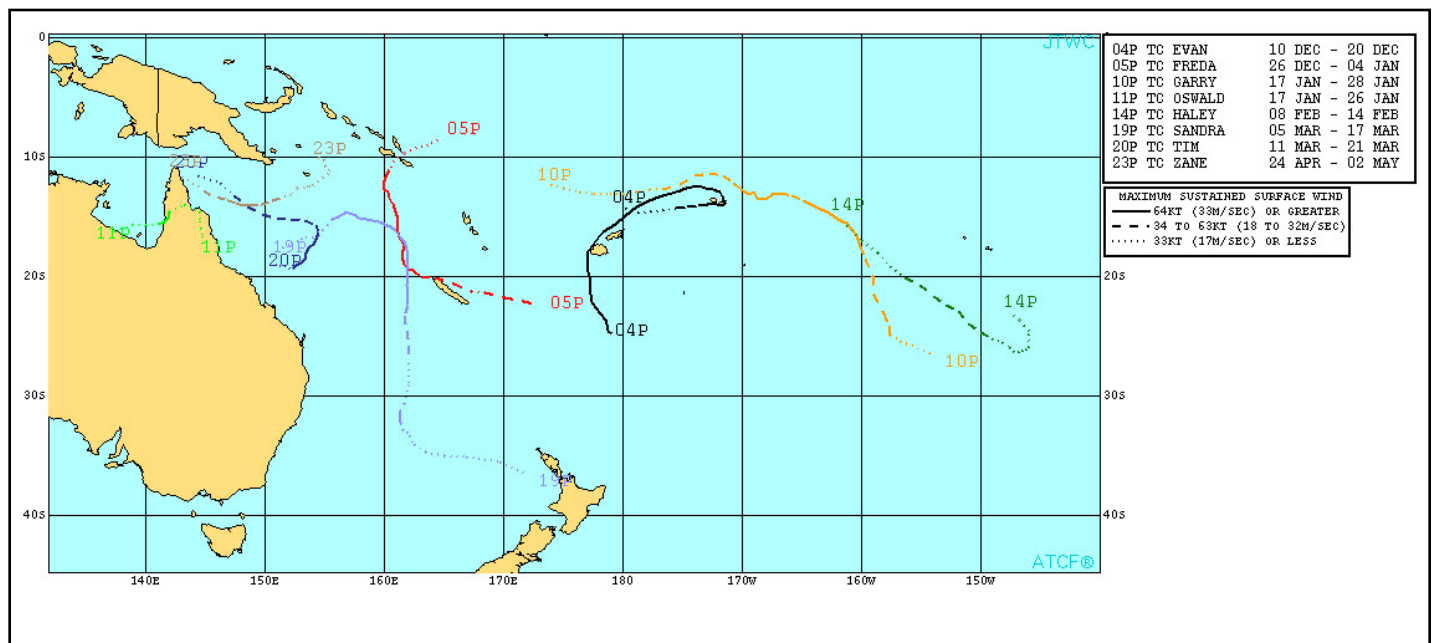 0
JTWC
04P TC EVAN 10 DEC - 20 DEC
05P TC FREDA 26 DEC - 04 JAN
10P TC GARRY 17 JAN - 28 JAN
11P TC OSWALD 17 JAN - 26 JAN
14P TC HALEY 08 FEB - 14 FEB
19P TC SANDRA 05 MAR - 17 MAR
20P TC TIM 11 MAR - 21 MAR
23P TC ZANE 24 APR - 02 MAY
MAXIMUM SUSTAINED SURFACE WIND
64KT (33M/SEC) OR GREATER
34 TO 63KT (18 TO 32M/SEC)
33KT (17M/SEC) OR LESS
05P
23P
10S
10S
20P
10P
04P
14P
11P
11P
19P
20P
20S
20S
05P
14P
04P
10P
30S
30S
19P
40S
40S
ATCF®
140E 150E 160E 170E 180 170W 160W 150W